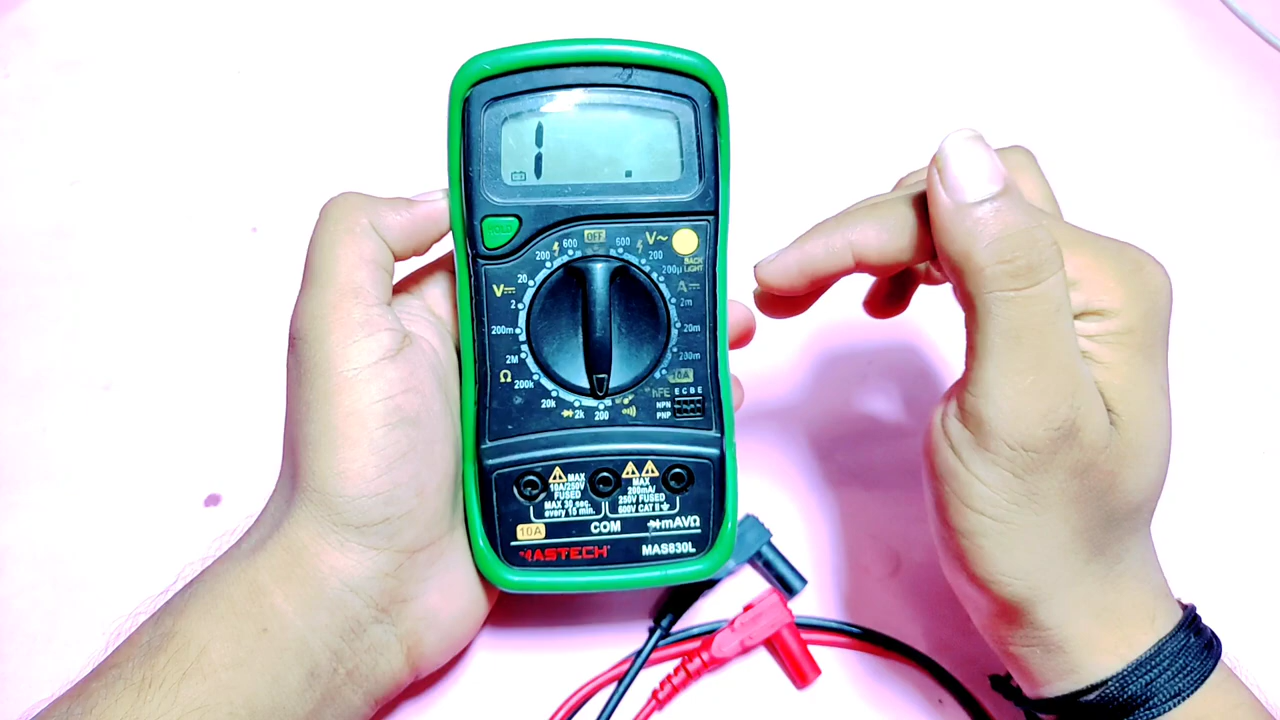 1 .
HOLD
OFF
600
600
V~
200
200
BACK
LIGHT
200µ
20
A
V
2
2m
200m
20m
2M
200m
Ω
200k
10A
20k
2k
200
hFE
E C B E
NPN
PNP
MAX
10A/250V
FUSED
MAX 30 sec.
every 15 min.
MAX
200mA/
250V FUSED
600V CAT II
10A
COM
mAVΩ
MASTECH
MAS830L